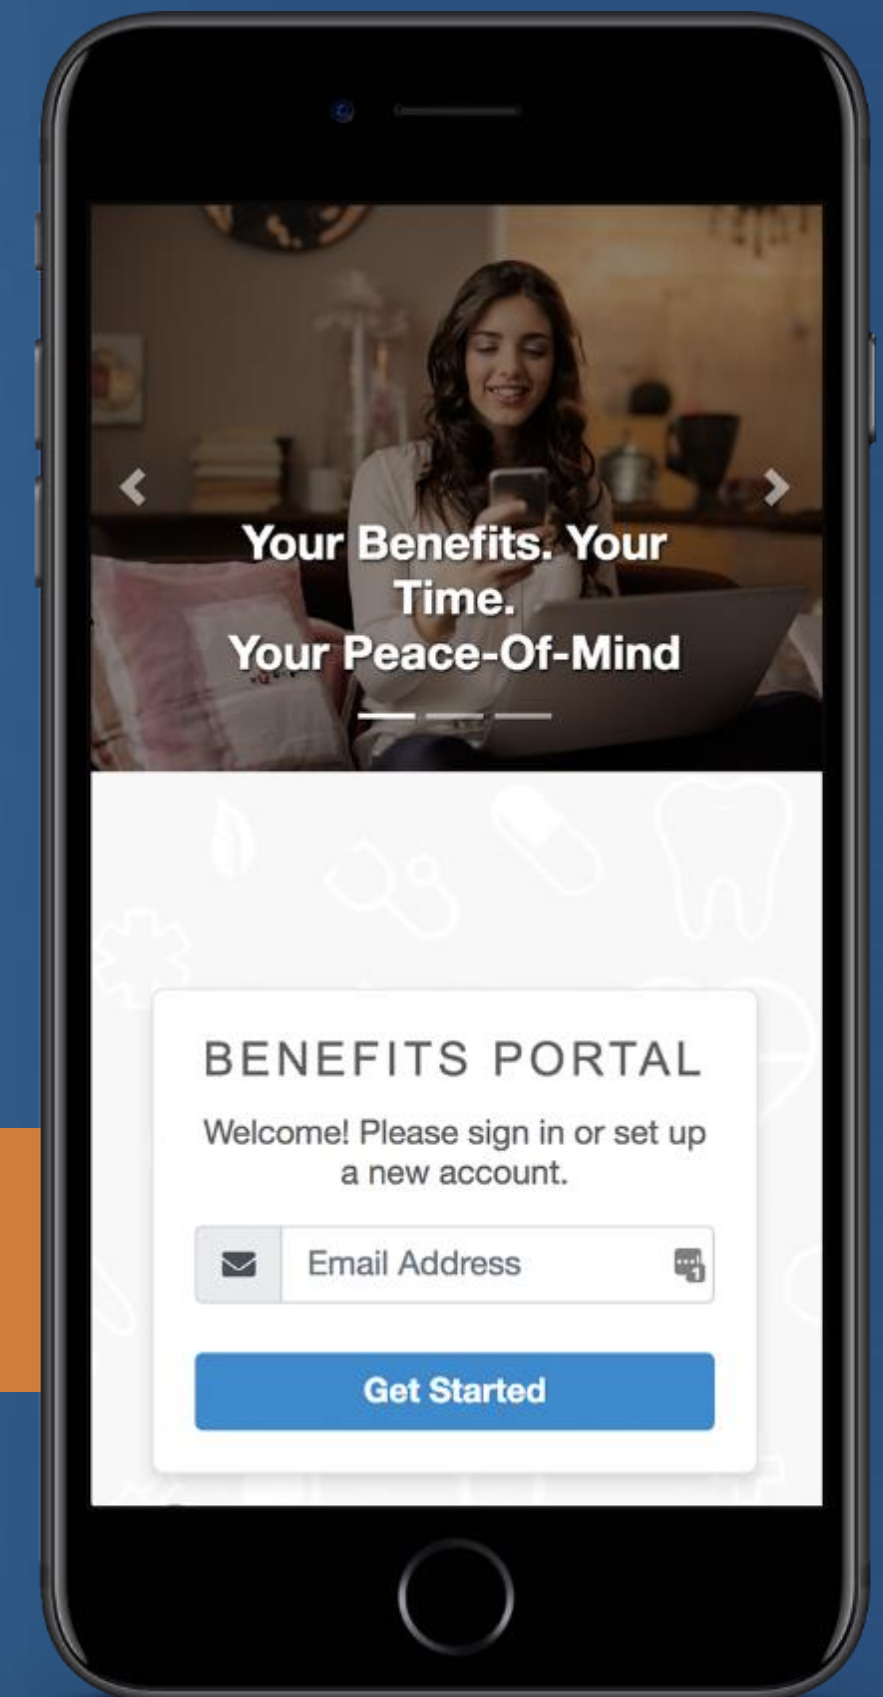 Your Benefits. Your
Time.
Your Peace-Of-Mind
BENEFITS PORTAL
Welcome! Please sign in or set up
a new account.
Email Address
Get Started